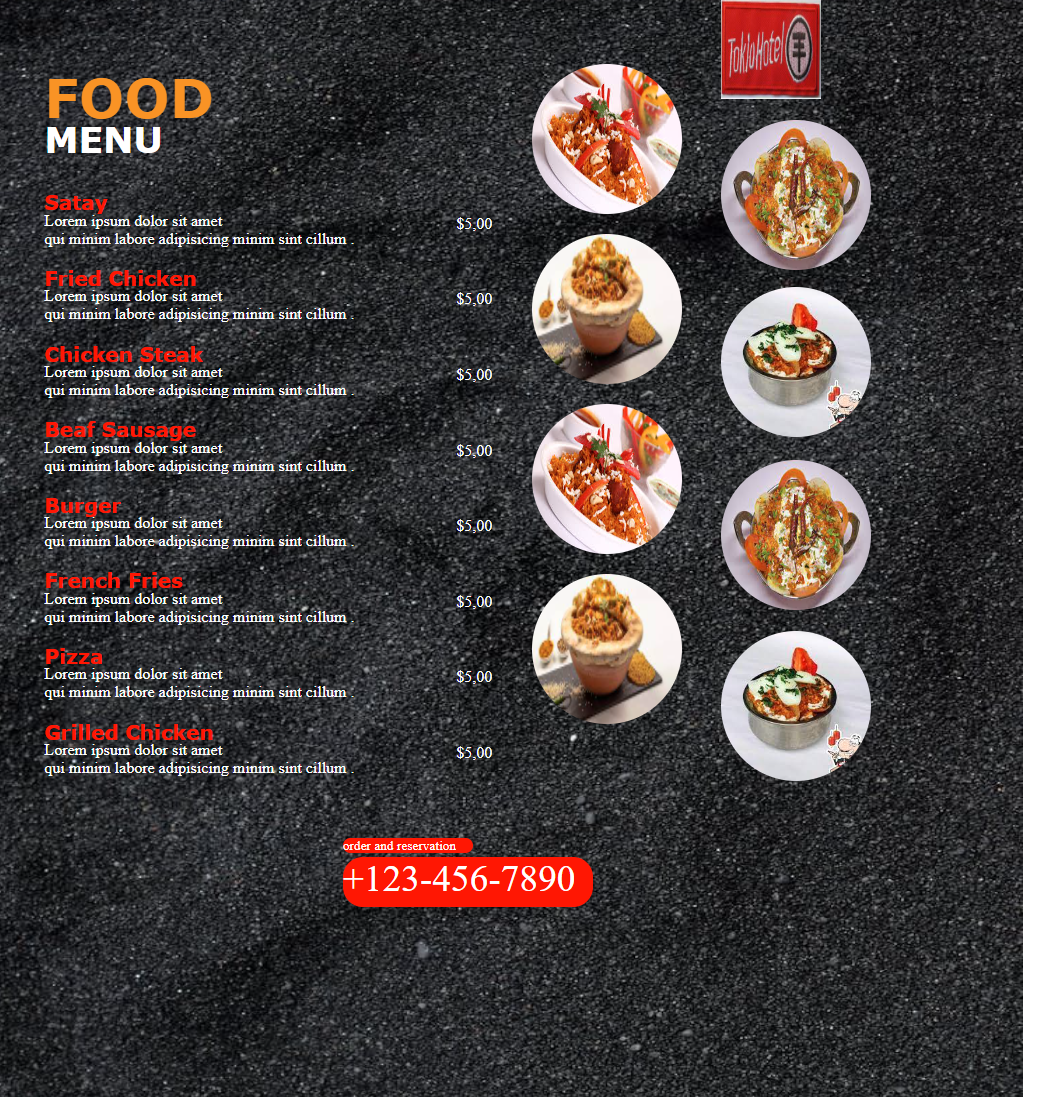 TokioHotel
FOOD
MENU
Satay
Lorem ipsum dolor sit amet
qui minim labore adipisicing minim sint cillum .
$5,00
Fried Chicken
Lorem ipsum dolor sit amet
qui minim labore adipisicing minim sint cillum .
$5,00
Chicken Steak
Lorem ipsum dolor sit amet
qui minim labore adipisicing minim sint cillum .
$5,00
Beaf Sausage
Lorem ipsum dolor sit amet
qui minim labore adipisicing minim sint cillum .
$5,00
Burger
Lorem ipsum dolor sit amet
qui minim labore adipisicing minim sint cillum .
$5,00
French Fries
Lorem ipsum dolor sit amet
qui minim labore adipisicing minim sint cillum .
$5,00
Pizza
Lorem ipsum dolor sit amet
qui minim labore adipisicing minim sint cillum .
$5,00
Grilled Chicken
Lorem ipsum dolor sit amet
qui minim labore adipisicing minim sint cillum .
$5,00
order and reservation
+123-456-7890